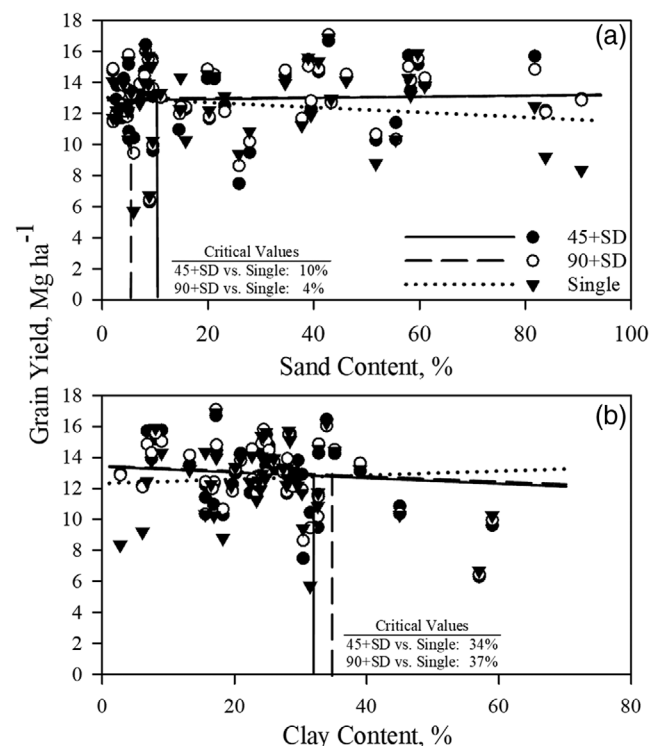 Grain Yield, Mg ha-1
(a)
18
16
14
12
10
8
6
4
2
0
Critical Values
45+SD vs. Single: 10%
90+SD vs. Single: 4%
45+SD
90+SD
Single
0 20 40 60 80 100
Sand Content, %
(b)
18
16
14
12
10
8
6
4
2
0
Critical Values
45+SD vs. Single: 34%
90+SD vs. Single: 37%
0 20 40 60 80
Clay Content, %